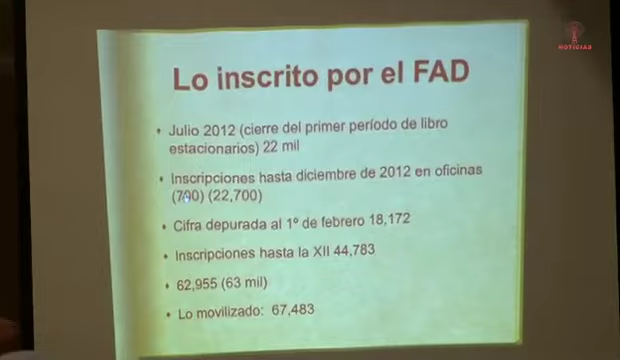 NOTICIAS
Lo inscrito por el FAD
• Julio 2012 (cierre del primer período de libro
estacionarios) 22 mil
• Inscripciones hasta diciembre de 2012 en oficinas
(700) (22,700)
• Cifra depurada al 1º de febrero 18,172
• Inscripciones hasta la XII 44,783
• 62,955 (63 mil)
• Lo movilizado: 67,483